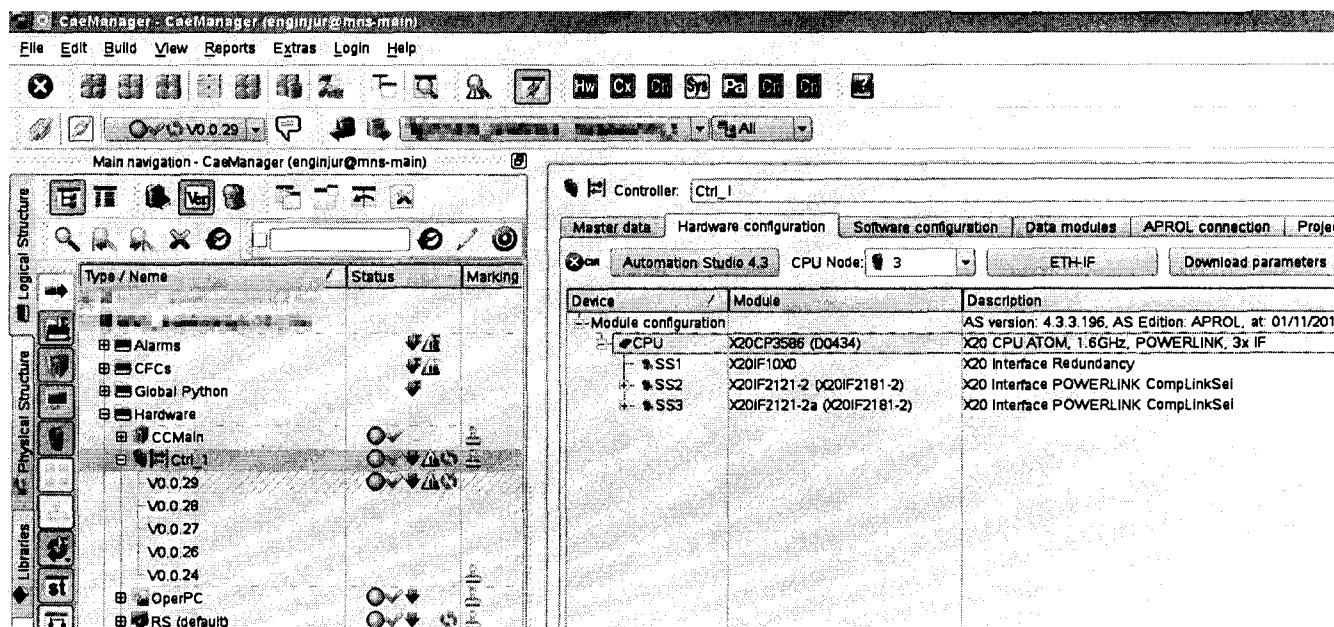 CaeManager - CaeManager (enginjur@mns-main)
File Edit Build View Reports Extras Login Help
Hw Cx Cn Sys Pa
V0.0.29 All
Main navigation - CaeManager (enginjur@mns-main)
Ver
Logical Structure
Physical Structure
Libraries
Type / Name Status Marking
Alarms
CFCs
Global Python
Hardware
CCMain
Ctrl_1
V0.0.29
V0.0.28
V0.0.27
V0.0.26
V0.0.24
OperPC
RS (default)
st
Controller: Ctrl_1
Master data Hardware configuration Software configuration Data modules APROL connection Projec
Automation Studio 4.3 CPU Node: 3 ETH-IF Download parameters
Device Module Description
Module configuration AS version: 4.3.3.196, AS Edition: APROL, at: 01/11/201
CPU X20CP3586 (D0434) X20 CPU ATOM, 1.6GHz, POWERLINK, 3x IF
SS1 X20IF10X0 X20 Interface Redundancy
SS2 X20IF2121-2 (X20IF2181-2) X20 Interface POWERLINK CompLinkSel
SS3 X20IF2121-2a (X20IF2181-2) X20 Interface POWERLINK CompLinkSel